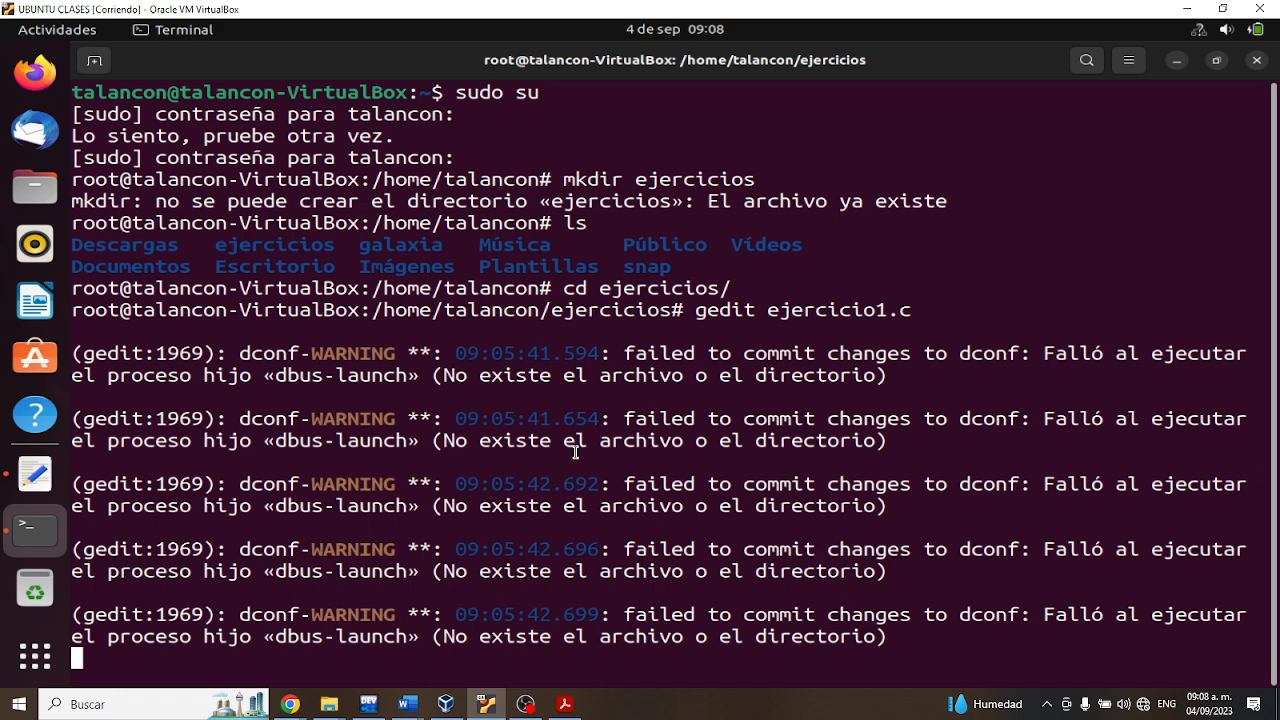 UBUNTU CLASES [Corriendo] - Oracle VM VirtualBox
Actividades Terminal 4 de sep 09:08
root@talancon-VirtualBox: /home/talancon/ejercicios
talancon@talancon-VirtualBox:~$ sudo su
[sudo] contraseña para talancon:
Lo siento, pruebe otra vez.
[sudo] contraseña para talancon:
root@talancon-VirtualBox:/home/talancon# mkdir ejercicios
mkdir: no se puede crear el directorio «ejercicios»: El archivo ya existe
root@talancon-VirtualBox:/home/talancon# ls
Descargas ejercicios galaxia Música Público Vídeos
Documentos Escritorio Imágenes Plantillas snap
root@talancon-VirtualBox:/home/talancon# cd ejercicios/
root@talancon-VirtualBox:/home/talancon/ejercicios# gedit ejercicio1.c
(gedit:1969): dconf-WARNING **: 09:05:41.594: failed to commit changes to dconf: Falló al ejecutar
el proceso hijo «dbus-launch» (No existe el archivo o el directorio)
(gedit:1969): dconf-WARNING **: 09:05:41.654: failed to commit changes to dconf: Falló al ejecutar
el proceso hijo «dbus-launch» (No existe el archivo o el directorio)
(gedit:1969): dconf-WARNING **: 09:05:42.692: failed to commit changes to dconf: Falló al ejecutar
el proceso hijo «dbus-launch» (No existe el archivo o el directorio)
(gedit:1969): dconf-WARNING **: 09:05:42.696: failed to commit changes to dconf: Falló al ejecutar
el proceso hijo «dbus-launch» (No existe el archivo o el directorio)
(gedit:1969): dconf-WARNING **: 09:05:42.699: failed to commit changes to dconf: Falló al ejecutar
el proceso hijo «dbus-launch» (No existe el archivo o el directorio)
Buscar
DEV
Humedad
ENG
09:08 a. m.
04/09/2023